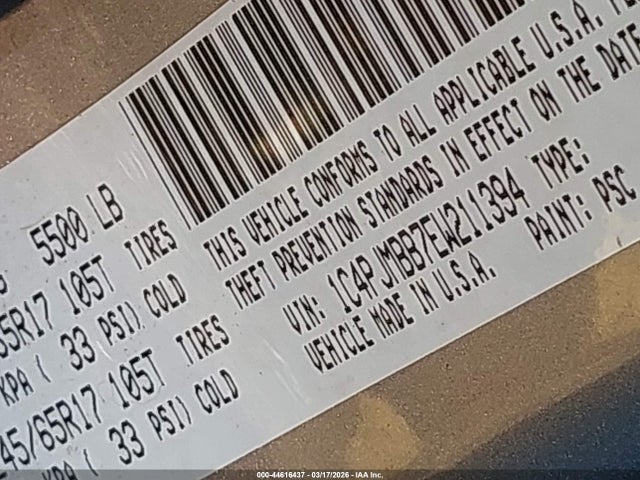 5500 LB
65R17 105T TIRES
KPA ( 33 PSI) COLD
245/65R17 105T TIRES
KPA ( 33 PSI) COLD
THIS VEHICLE CONFORMS TO ALL APPLICABLE U.S.A.
THEFT PREVENTION STANDARDS IN EFFECT ON THE DATE
VIN: 1C4PJMBB7EW211394 TYPE:
VEHICLE MADE IN U.S.A. PAINT: PSC
000-44616437 - 03/17/2026 - IAA Inc.